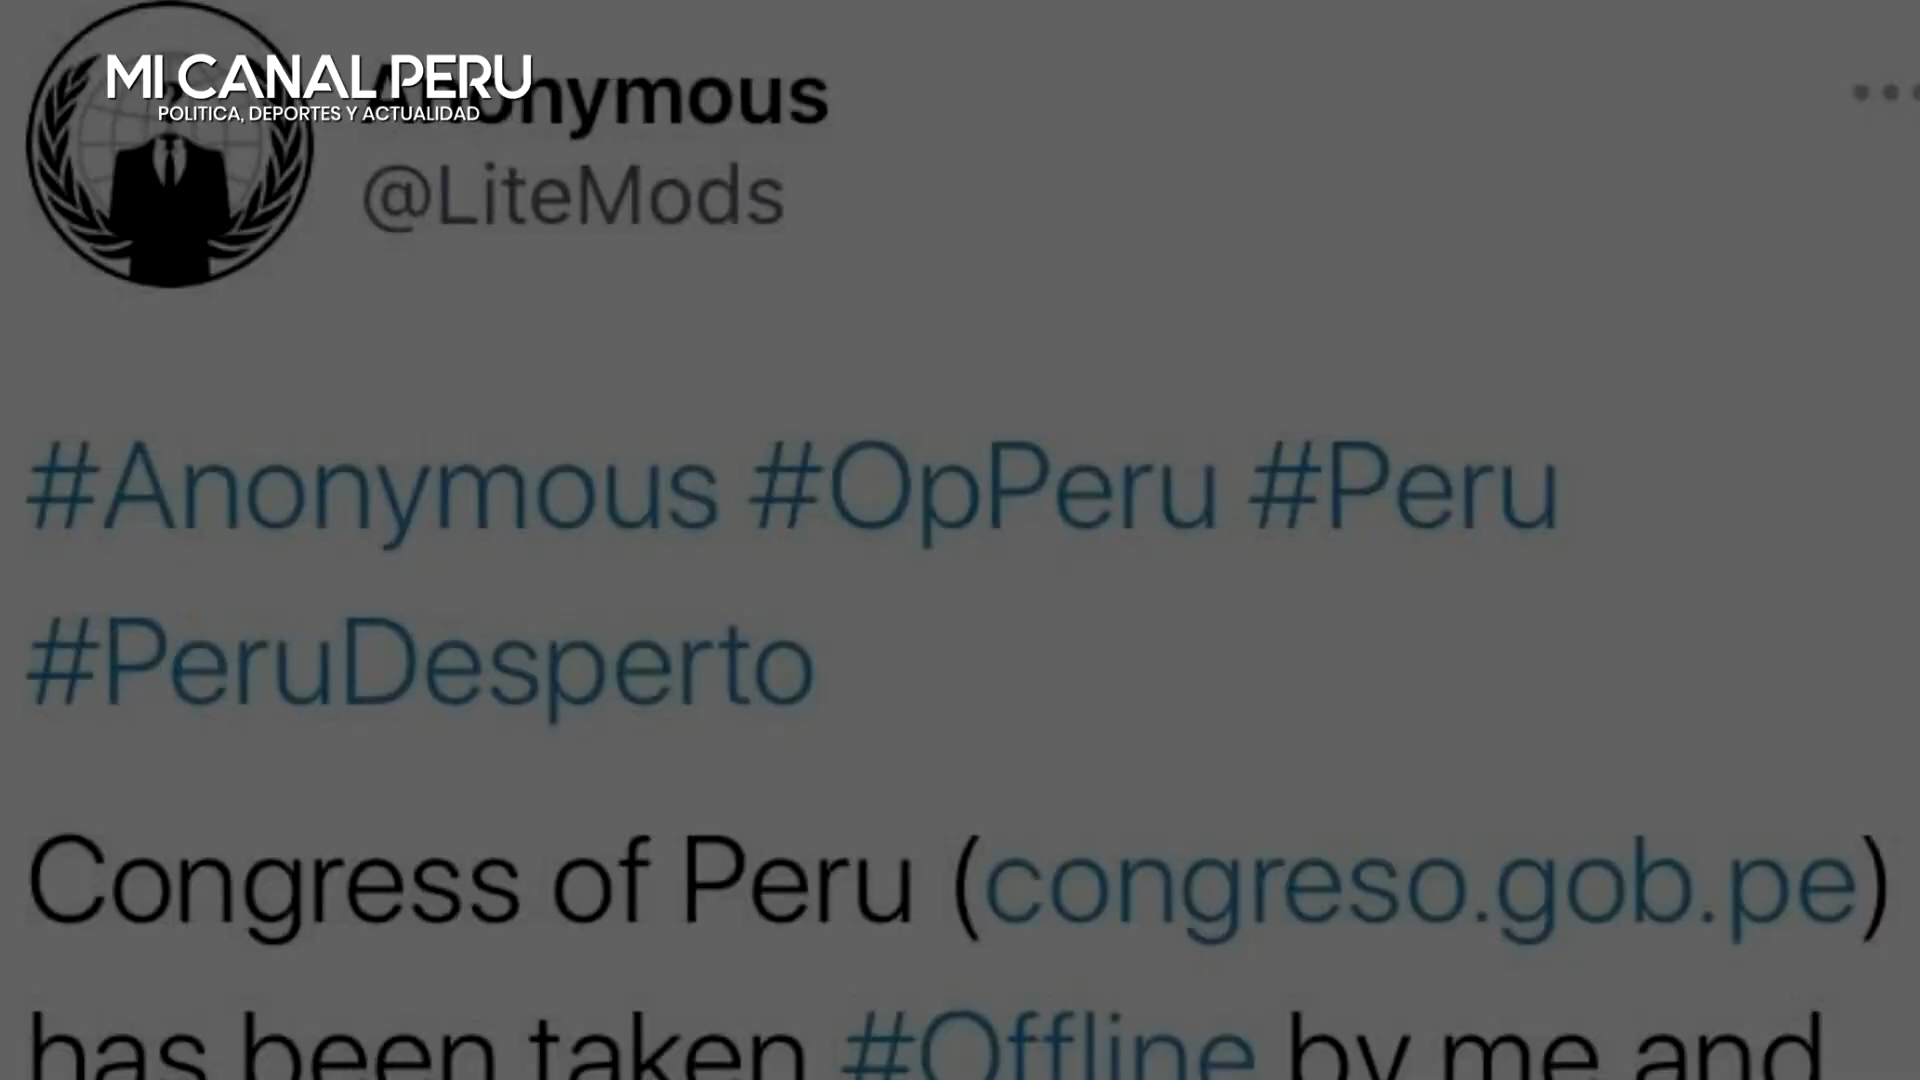 MI CANAL PERU
POLITICA, DEPORTES Y ACTUALIDAD
Anonymous
@LiteMods
#Anonymous #OpPeru #Peru
#PeruDesperto
Congress of Peru (congreso.gob.pe)
has been taken #Offline by me and